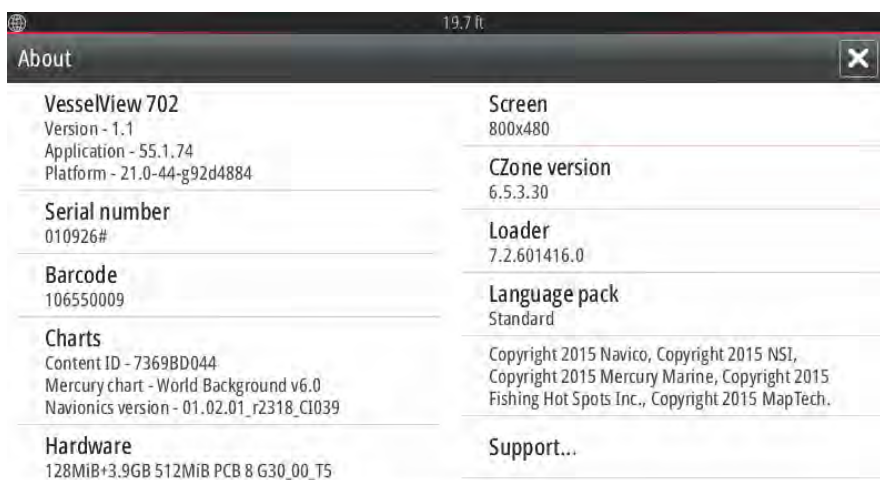 19.7 ft
About
VesselView 702
Version - 1.1
Application - 55.1.74
Platform - 21.0-44-g92d4884
Serial number
010926#
Barcode
106550009
Charts
Content ID - 7369BD044
Mercury chart - World Background v6.0
Navionics version - 01.02.01_r2318_CI039
Hardware
128MiB+3.9GB 512MiB PCB 8 G30_00_T5
Screen
800x480
CZone version
6.5.3.30
Loader
7.2.601416.0
Language pack
Standard
Copyright 2015 Navico, Copyright 2015 NSI,
Copyright 2015 Mercury Marine, Copyright 2015
Fishing Hot Spots Inc., Copyright 2015 MapTech.
Support...